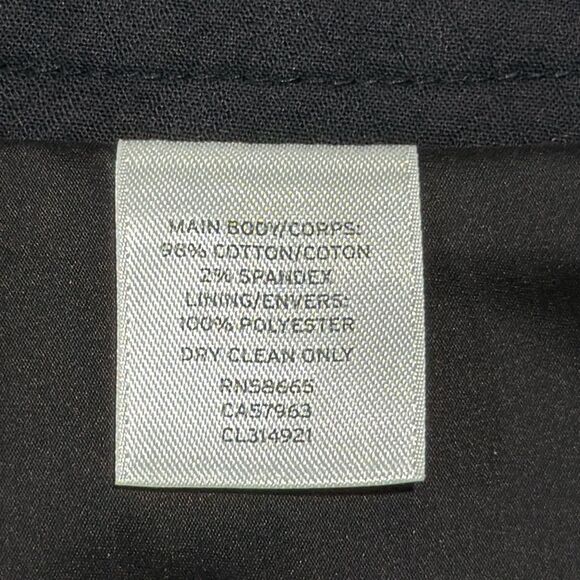 MAIN BODY/CORPS:
98% COTTON/COTON
2% SPANDEX
LINING/ENVERS:
100% POLYESTER
DRY CLEAN ONLY
RN58665
CA57963
CL314921